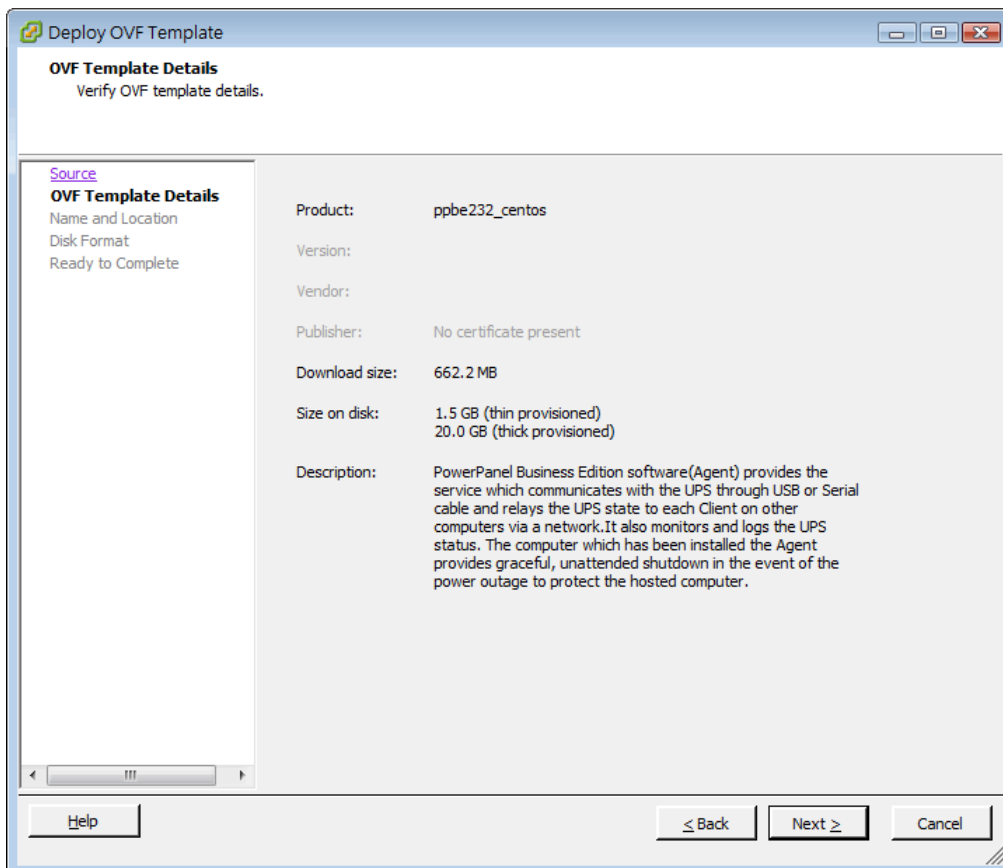 Deploy OVF Template
OVF Template Details
Verify OVF template details.
Source
OVF Template Details
Name and Location
Disk Format
Ready to Complete
Product: ppbe232_centos
Version:
Vendor:
Publisher: No certificate present
Download size: 662.2 MB
Size on disk: 1.5 GB (thin provisioned)
20.0 GB (thick provisioned)
Description: PowerPanel Business Edition software(Agent) provides the
service which communicates with the UPS through USB or Serial
cable and relays the UPS state to each Client on other
computers via a network.It also monitors and logs the UPS
status. The computer which has been installed the Agent
provides graceful, unattended shutdown in the event of the
power outage to protect the hosted computer.
Help
< Back
Next >
Cancel